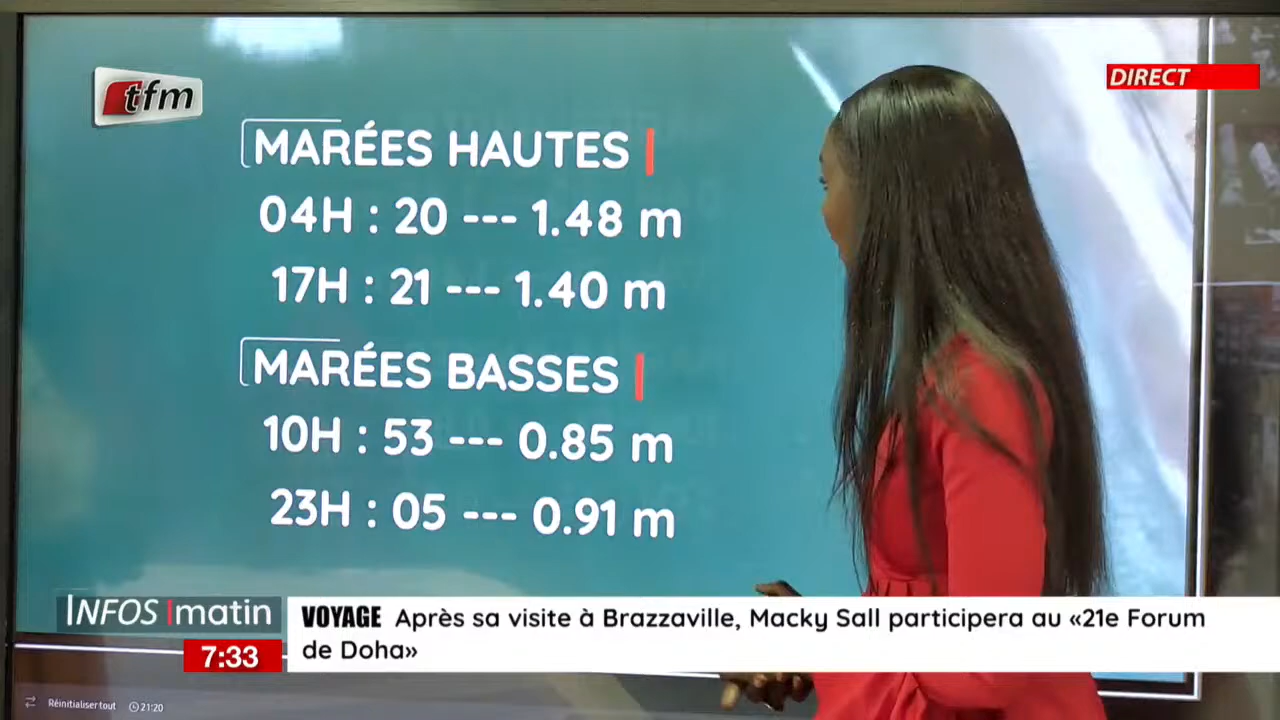 tfm
DIRECT
MARÉES HAUTES
04H : 20 --- 1.48 m
17H : 21 --- 1.40 m
MARÉES BASSES
10H : 53 --- 0.85 m
23H : 05 --- 0.91 m
INFOS matin
7:33
VOYAGE Après sa visite à Brazzaville, Macky Sall participera au «21e Forum
de Doha»
Réinitialiser tout 21:20